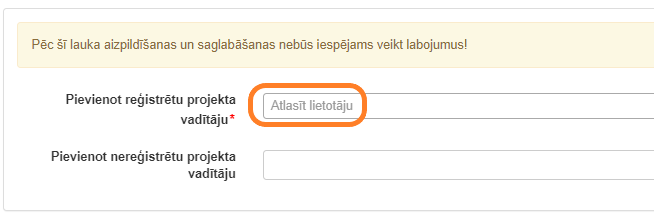 Pēc šī lauka aizpildīšanas un saglabāšanas nebūs iespējams veikt labojumus!
Pievienot reģistrētu projekta
vadītāju*
Atlasīt lietotāju
Pievienot nereģistrētu projekta
vadītāju